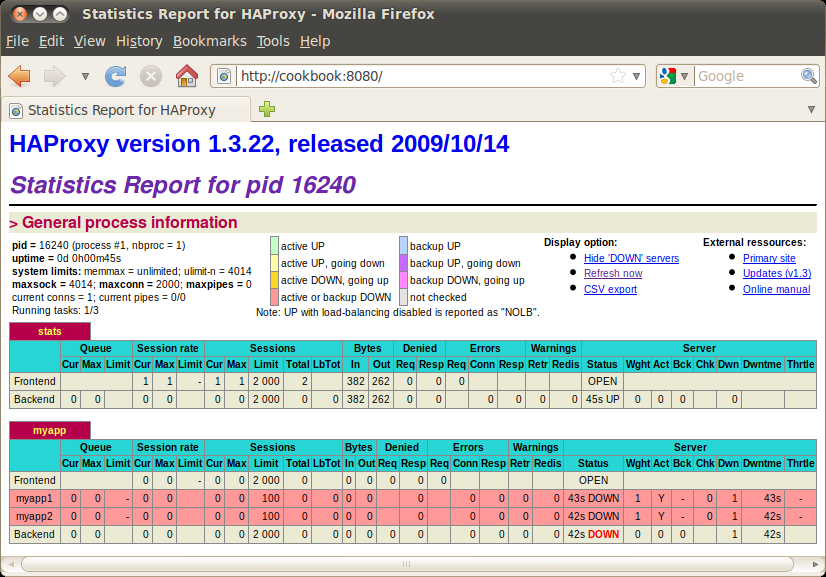 Statistics Report for HAProxy - Mozilla Firefox
File Edit View History Bookmarks Tools Help
http://cookbook:8080/ Google
Statistics Report for HAProxy
HAProxy version 1.3.22, released 2009/10/14
Statistics Report for pid 16240
> General process information
pid = 16240 (process #1, nbproc = 1)
uptime = 0d 0h00m45s
system limits: memmax = unlimited; ulimit-n = 4014
maxsock = 4014; maxconn = 2000; maxpipes = 0
current conns = 1; current pipes = 0/0
Running tasks: 1/3
active UP backup UP
active UP, going down backup UP, going down
active DOWN, going up backup DOWN, going up
active or backup DOWN not checked
Note: UP with load-balancing disabled is reported as "NOLB".
Display option:
Hide 'DOWN' servers
Refresh now
CSV export
External ressources:
Primary site
Updates (v1.3)
Online manual
stats
Queue Session rate Sessions Bytes Denied Errors Warnings Server
Cur Max Limit Cur Max Limit Cur Max Limit Total LbTot In Out Req Resp Req Conn Resp Retr Redis Status Wght Act Bck Chk Dwn Dwntme Thrtle
Frontend 1 1 - 1 1 2 000 2 382 262 0 0 0 OPEN
Backend 0 0 0 0 0 0 2 000 0 0 382 262 0 0 0 0 0 0 45s UP 0 0 0 0
myapp
Queue Session rate Sessions Bytes Denied Errors Warnings Server
Cur Max Limit Cur Max Limit Cur Max Limit Total LbTot In Out Req Resp Req Conn Resp Retr Redis Status Wght Act Bck Chk Dwn Dwntme Thrtle
Frontend 0 0 - 0 0 2 000 0 0 0 0 0 0 OPEN
myapp1 0 0 - 0 0 0 0 100 0 0 0 0 0 0 0 0 0 43s DOWN 1 Y - 0 1 43s -
myapp2 0 0 - 0 0 0 0 100 0 0 0 0 0 0 0 0 0 42s DOWN 1 Y - 0 1 42s -
Backend 0 0 0 0 0 0 2 000 0 0 0 0 0 0 0 0 0 0 42s DOWN 0 0 0 1 42s